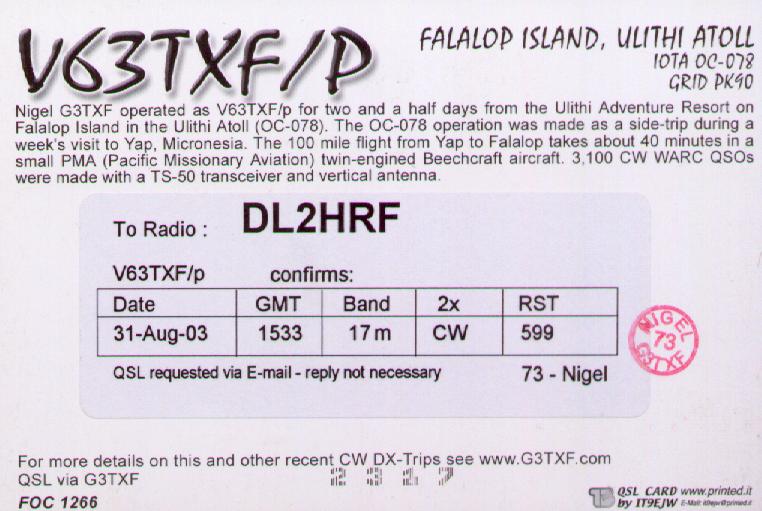 V63TXF/P
FALALOP ISLAND, ULITHI ATOLL
IOTA OC-078
GRID PK90
Nigel G3TXF operated as V63TXF/p for two and a half days from the Ulithi Adventure Resort on
Falalop Island in the Ulithi Atoll (OC-078). The OC-078 operation was made as a side-trip during a
week's visit to Yap, Micronesia. The 100 mile flight from Yap to Falalop takes about 40 minutes in a
small PMA (Pacific Missionary Aviation) twin-engined Beechcraft aircraft. 3,100 CW WARC QSOs
were made with a TS-50 transceiver and vertical antenna.
To Radio : DL2HRF
V63TXF/p confirms:
Date GMT Band 2x RST
31-Aug-03 1533 17m CW 599
QSL requested via E-mail - reply not necessary 73 - Nigel
NIGEL
73
G3TXF
For more details on this and other recent CW DX-Trips see www.G3TXF.com
QSL via G3TXF 2317
FOC 1266
QSL CARD www.printed.it
by IT9EJW E-Mail: it9ejw@printed.it